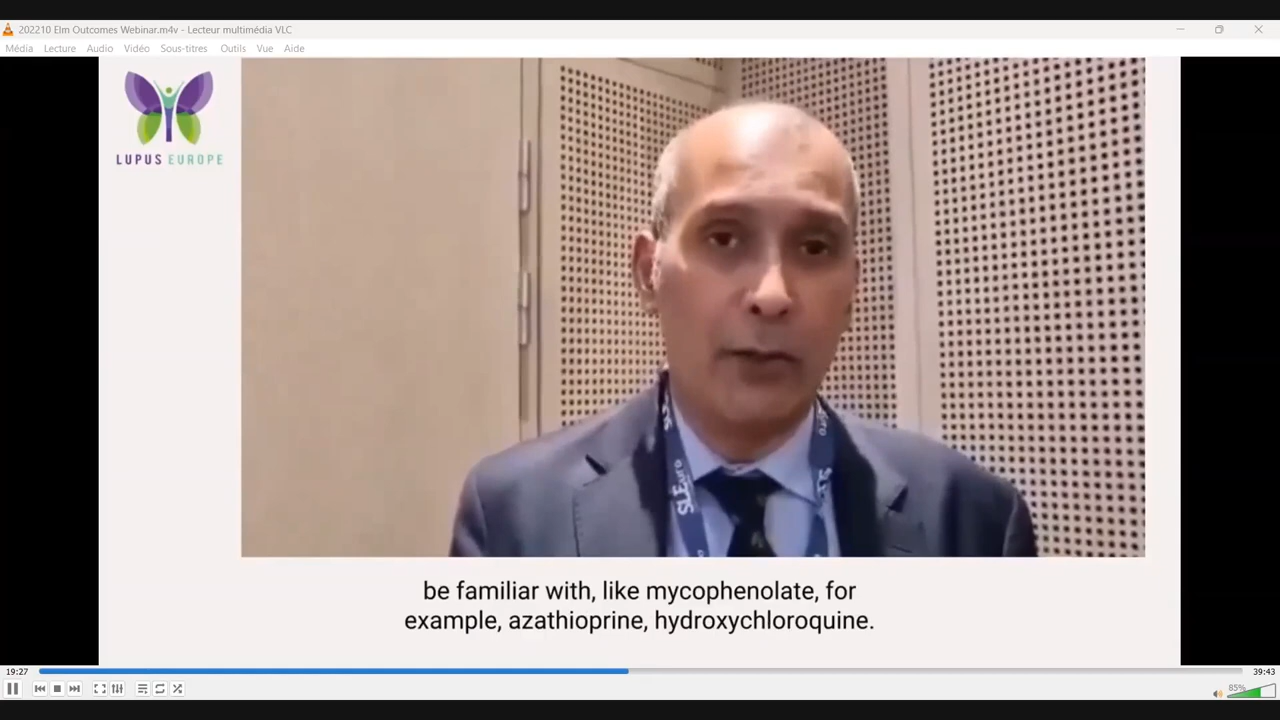 202210 Elm Outcomes Webinar.m4v - Lecteur multimédia VLC
Média Lecture Audio Vidéo Sous-titres Outils Vue Aide
LUPUS EUROPE
SLEuro
be familiar with, like mycophenolate, for
example, azathioprine, hydroxychloroquine.
19:27
39:43
85%